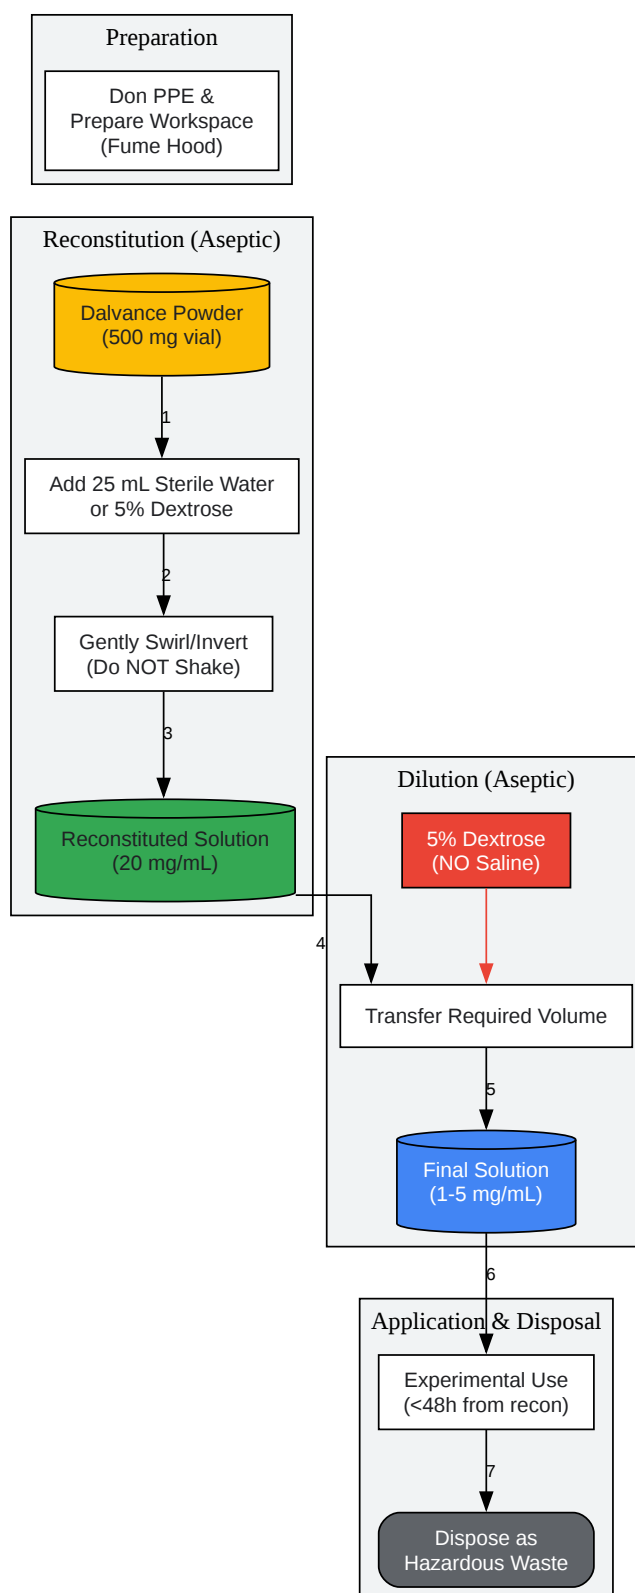 Preparation
Don PPE &
Prepare Workspace
(Fume Hood)
Reconstitution (Aseptic)
Dalvance Powder
(500 mg vial)
1
Add 25 mL Sterile Water
or 5% Dextrose
2
Gently Swirl/Invert
(Do NOT Shake)
3
Reconstituted Solution
(20 mg/mL)
4
Dilution (Aseptic)
5% Dextrose
(NO Saline)
Transfer Required Volume
5
Final Solution
(1-5 mg/mL)
6
Application & Disposal
Experimental Use
(<48h from recon)
7
Dispose as
Hazardous Waste